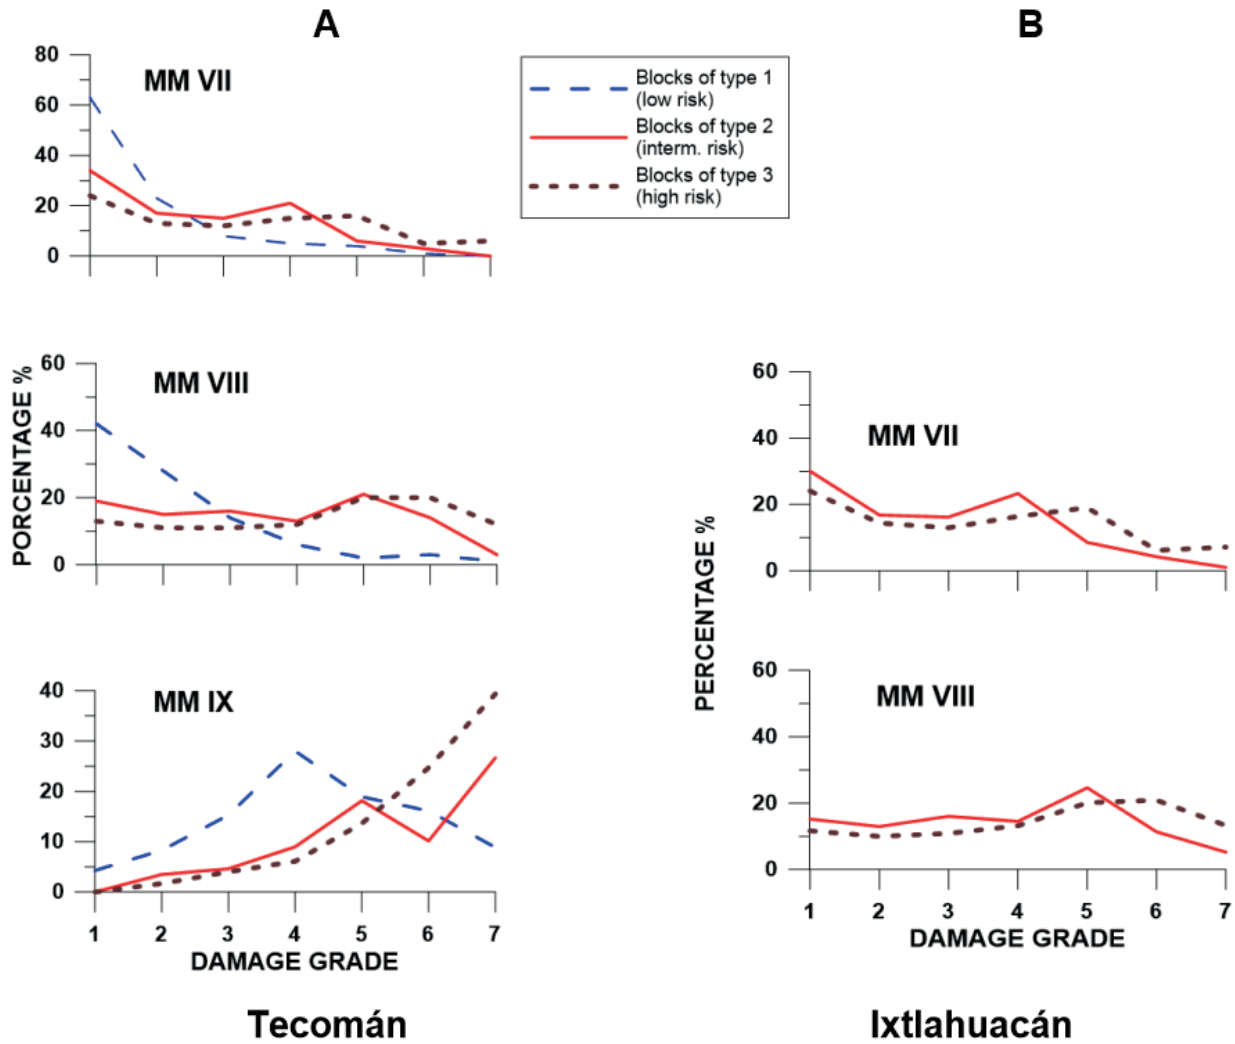 A
B
80
60
40
20
0
MM VII
Blocks of type 1
(low risk)
Blocks of type 2
(interm. risk)
Blocks of type 3
(high risk)
PORCENTAGE %
60
40
20
0
MM VIII
40
30
20
10
0
MM IX
1 2 3 4 5 6 7
DAMAGE GRADE
Tecomán
PERCENTAGE %
60
40
20
0
MM VII
60
40
20
0
MM VIII
1 2 3 4 5 6 7
DAMAGE GRADE
Ixtlahuacán